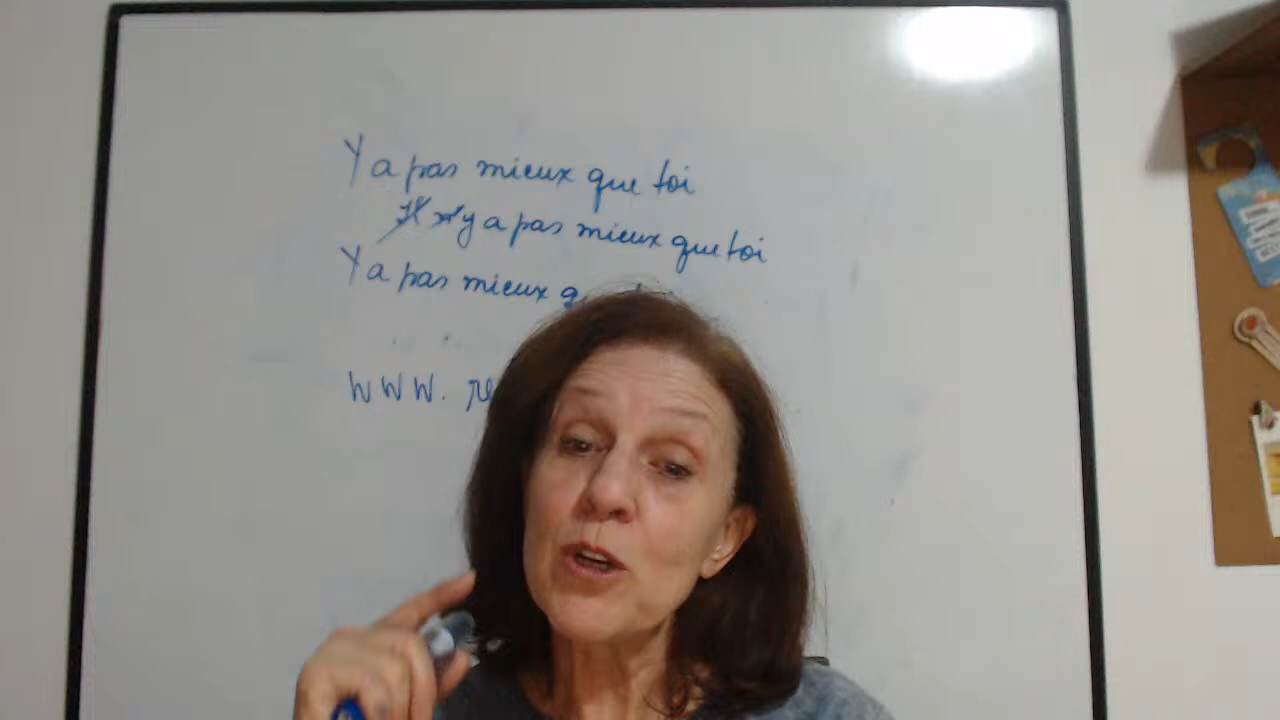 Y a pas mieux que toi
Il n'y a pas mieux que toi
Y a pas mieux
www.